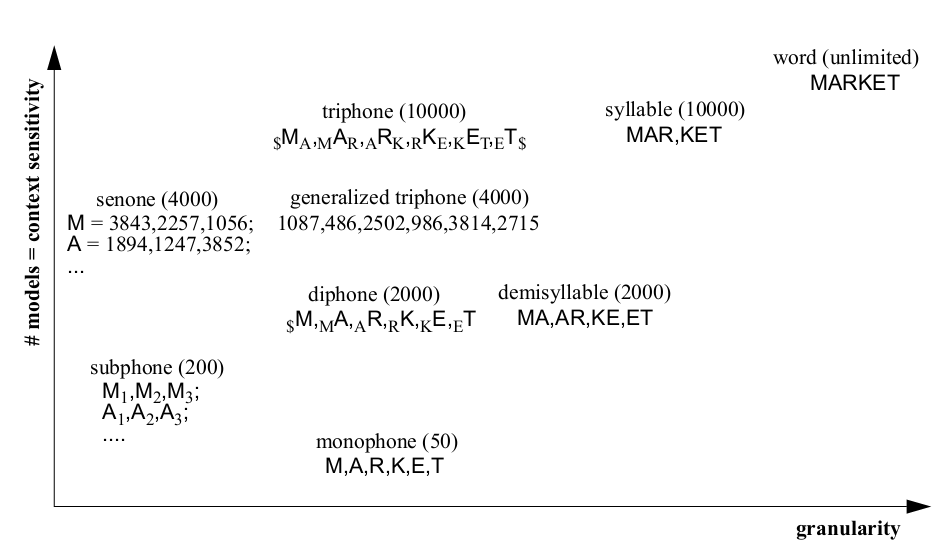 word (unlimited)
MARKET
triphone (10000)
$MA,MAR,ARK,RKE,KET,ET$
syllable (10000)
MAR,KET
senone (4000)
M = 3843,2257,1056;
A = 1894,1247,3852;
...
generalized triphone (4000)
1087,486,2502,986,3814,2715
diphone (2000)
$M,MA,AR,RK,KE,ET
demisyllable (2000)
MA,AR,KE,ET
subphone (200)
M1,M2,M3;
A1,A2,A3;
....
monophone (50)
M,A,R,K,E,T
# models = context sensitivity
granularity